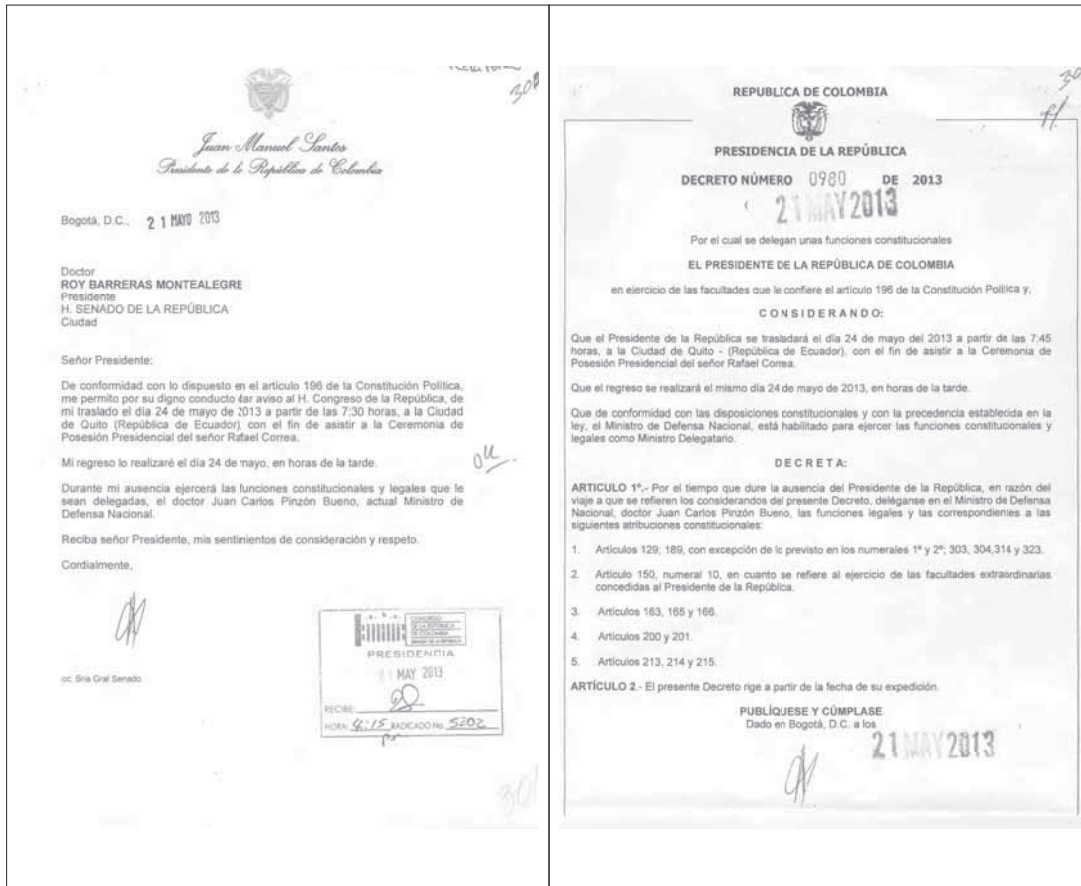 308
Juan Manuel Santos
Presidente de la República de Colombia
Bogotá, D.C., 21 MAYO 2013
Doctor
ROY BARRERAS MONTEALEGRE
Presidente
H. SENADO DE LA REPÚBLICA
Ciudad
Señor Presidente:
De conformidad con lo dispuesto en el artículo 196 de la Constitución Política,
me permito por su digno conducto dar aviso al H. Congreso de la República, de
mi traslado el día 24 de mayo de 2013 a partir de las 7:30 horas, a la Ciudad
de Quito (República de Ecuador), con el fin de asistir a la Ceremonia de
Posesión Presidencial del señor Rafael Correa.
Mi regreso lo realizaré el día 24 de mayo, en horas de la tarde.
OK
Durante mi ausencia ejercerá las funciones constitucionales y legales que le
sean delegadas, el doctor Juan Carlos Pinzón Bueno, actual Ministro de
Defensa Nacional.
Reciba señor Presidente, mis sentimientos de consideración y respeto.
Cordialmente,
CONGRESO
DE LA REPÚBLICA
DE COLOMBIA
PRESIDENCIA
MAY 2013
RECIBE:
HORA: 4:15 RADICADO No. 5202
cc. Sria Gral Senado
301
30
REPUBLICA DE COLOMBIA
PRESIDENCIA DE LA REPÚBLICA
DECRETO NÚMERO 0980 DE 2013
21 MAY 2013
Por el cual se delegan unas funciones constitucionales
EL PRESIDENTE DE LA REPÚBLICA DE COLOMBIA
en ejercicio de las facultades que le confiere el artículo 196 de la Constitución Política y,
CONSIDERANDO:
Que el Presidente de la República se trasladará el día 24 de mayo del 2013 a partir de las 7:45
horas, a la Ciudad de Quito - (República de Ecuador), con el fin de asistir a la Ceremonia de
Posesión Presidencial del señor Rafael Correa.
Que el regreso se realizará el mismo día 24 de mayo de 2013, en horas de la tarde.
Que de conformidad con las disposiciones constitucionales y con la precedencia establecida en la
ley, el Ministro de Defensa Nacional, está habilitado para ejercer las funciones constitucionales y
legales como Ministro Delegatario.
DECRETA:
ARTICULO 1º.- Por el tiempo que dure la ausencia del Presidente de la República, en razón del
viaje a que se refieren los considerandos del presente Decreto, deléganse en el Ministro de Defensa
Nacional, doctor Juan Carlos Pinzón Bueno, las funciones legales y las correspondientes a las
siguientes atribuciones constitucionales:
1. Artículos 129; 189, con excepción de lo previsto en los numerales 1º y 2º; 303, 304,314 y 323.
2. Artículo 150, numeral 10, en cuanto se refiere al ejercicio de las facultades extraordinarias
concedidas al Presidente de la República.
3. Artículos 163, 165 y 166.
4. Artículos 200 y 201.
5. Artículos 213, 214 y 215.
ARTÍCULO 2.- El presente Decreto rige a partir de la fecha de su expedición.
PUBLÍQUESE Y CÚMPLASE
Dado en Bogotá, D.C. a los
21 MAY 2013